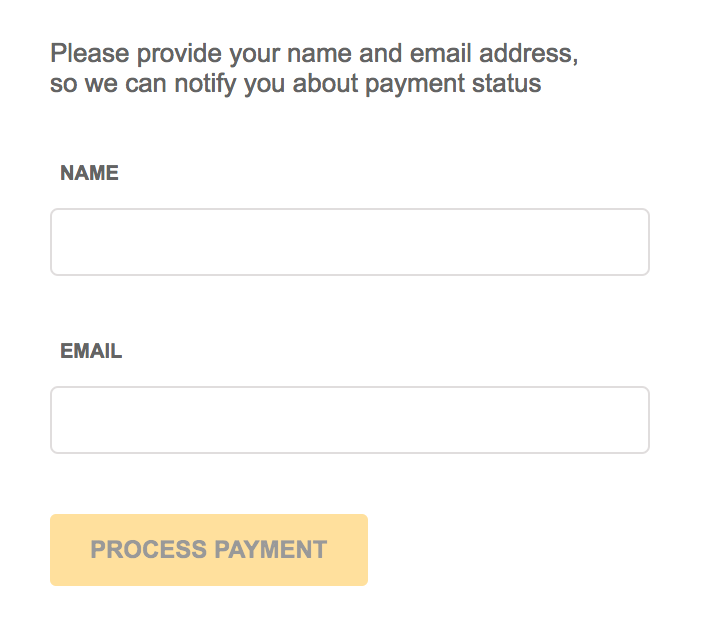 Please provide your name and email address,
so we can notify you about payment status
NAME
EMAIL
PROCESS PAYMENT